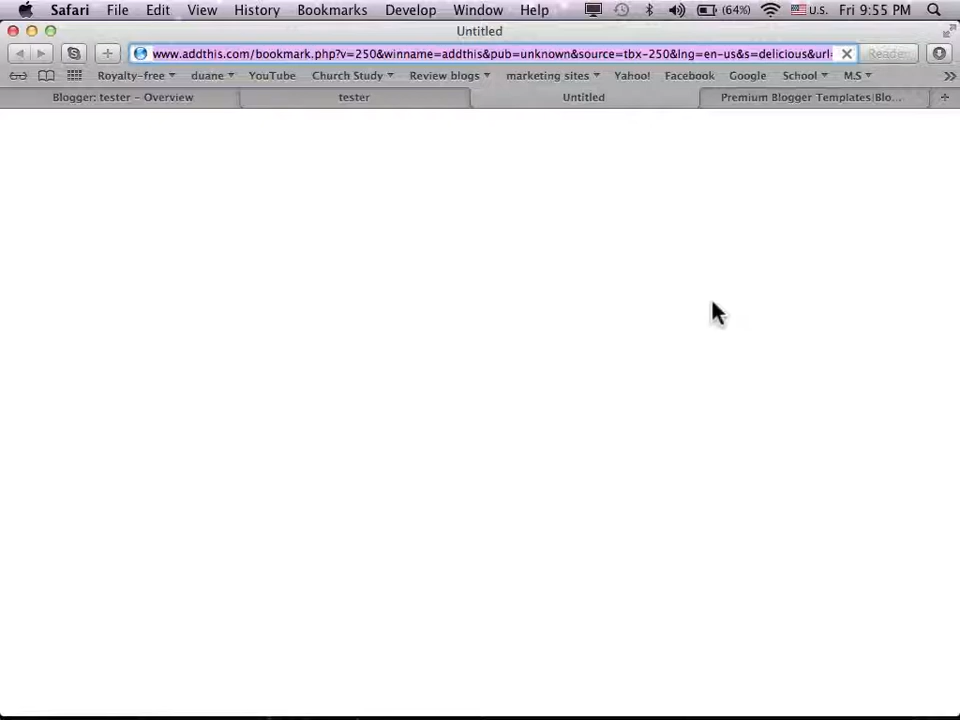 Safari File Edit View History Bookmarks Develop Window Help (64%) U.S. Fri 9:55 PM
Untitled
www.addthis.com/bookmark.php?v=250&winname=addthis&pub=unknown&source=tbx-250&lng=en-us&s=delicious&url= Reader
Royalty-free duane YouTube Church Study Review blogs marketing sites Yahoo! Facebook Google School M.S
Blogger: tester - Overview tester Untitled Premium Blogger Templates|Blo...